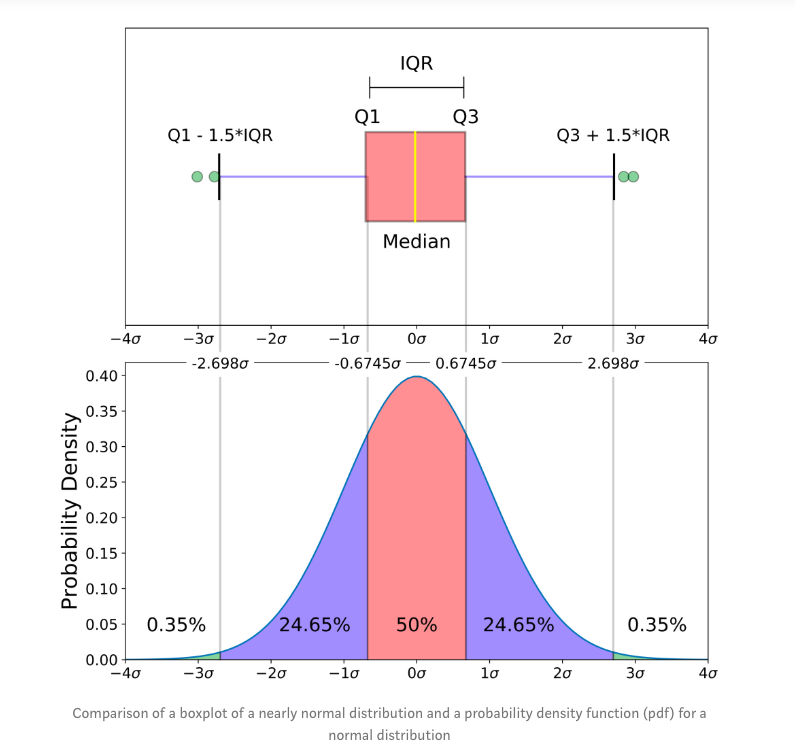 IQR
Q1 Q3
Q1 - 1.5*IQR Q3 + 1.5*IQR
Median
−4σ −3σ −2σ −1σ 0σ 1σ 2σ 3σ 4σ
-2.698σ -0.6745σ 0.6745σ 2.698σ
0.40
0.35
0.30
0.25
0.20
0.15
0.10
0.05
0.00
Probability Density
0.35% 24.65% 50% 24.65% 0.35%
−4σ −3σ −2σ −1σ 0σ 1σ 2σ 3σ 4σ
Comparison of a boxplot of a nearly normal distribution and a probability density function (pdf) for a
normal distribution